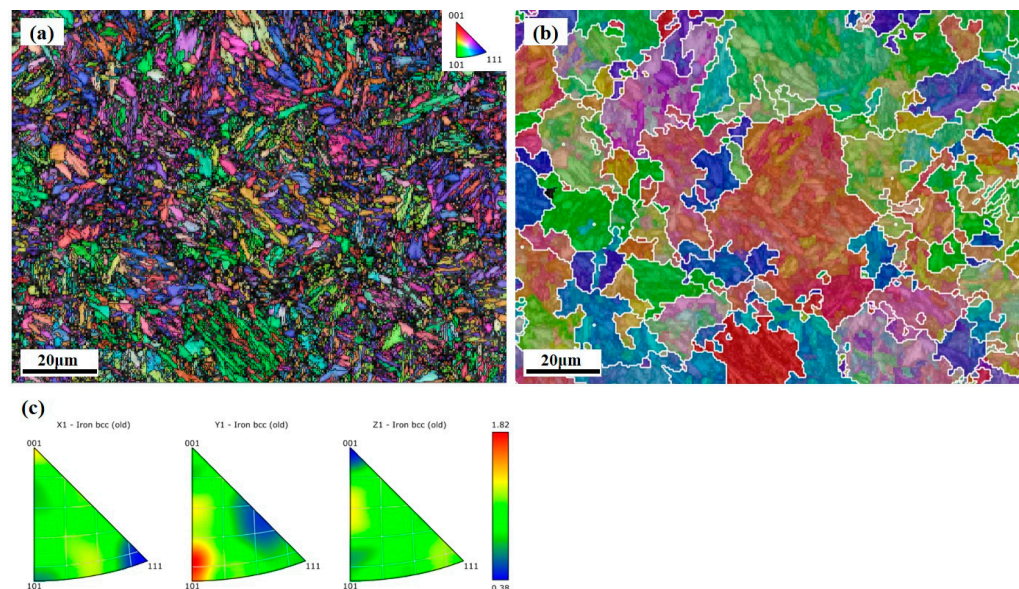 (a)
001
101
111
20μm
(b)
20μm
(c)
X1 - Iron bcc (old)
Y1 - Iron bcc (old)
Z1 - Iron bcc (old)
1.82
001
001
001
111
111
111
101
101
101
0.38